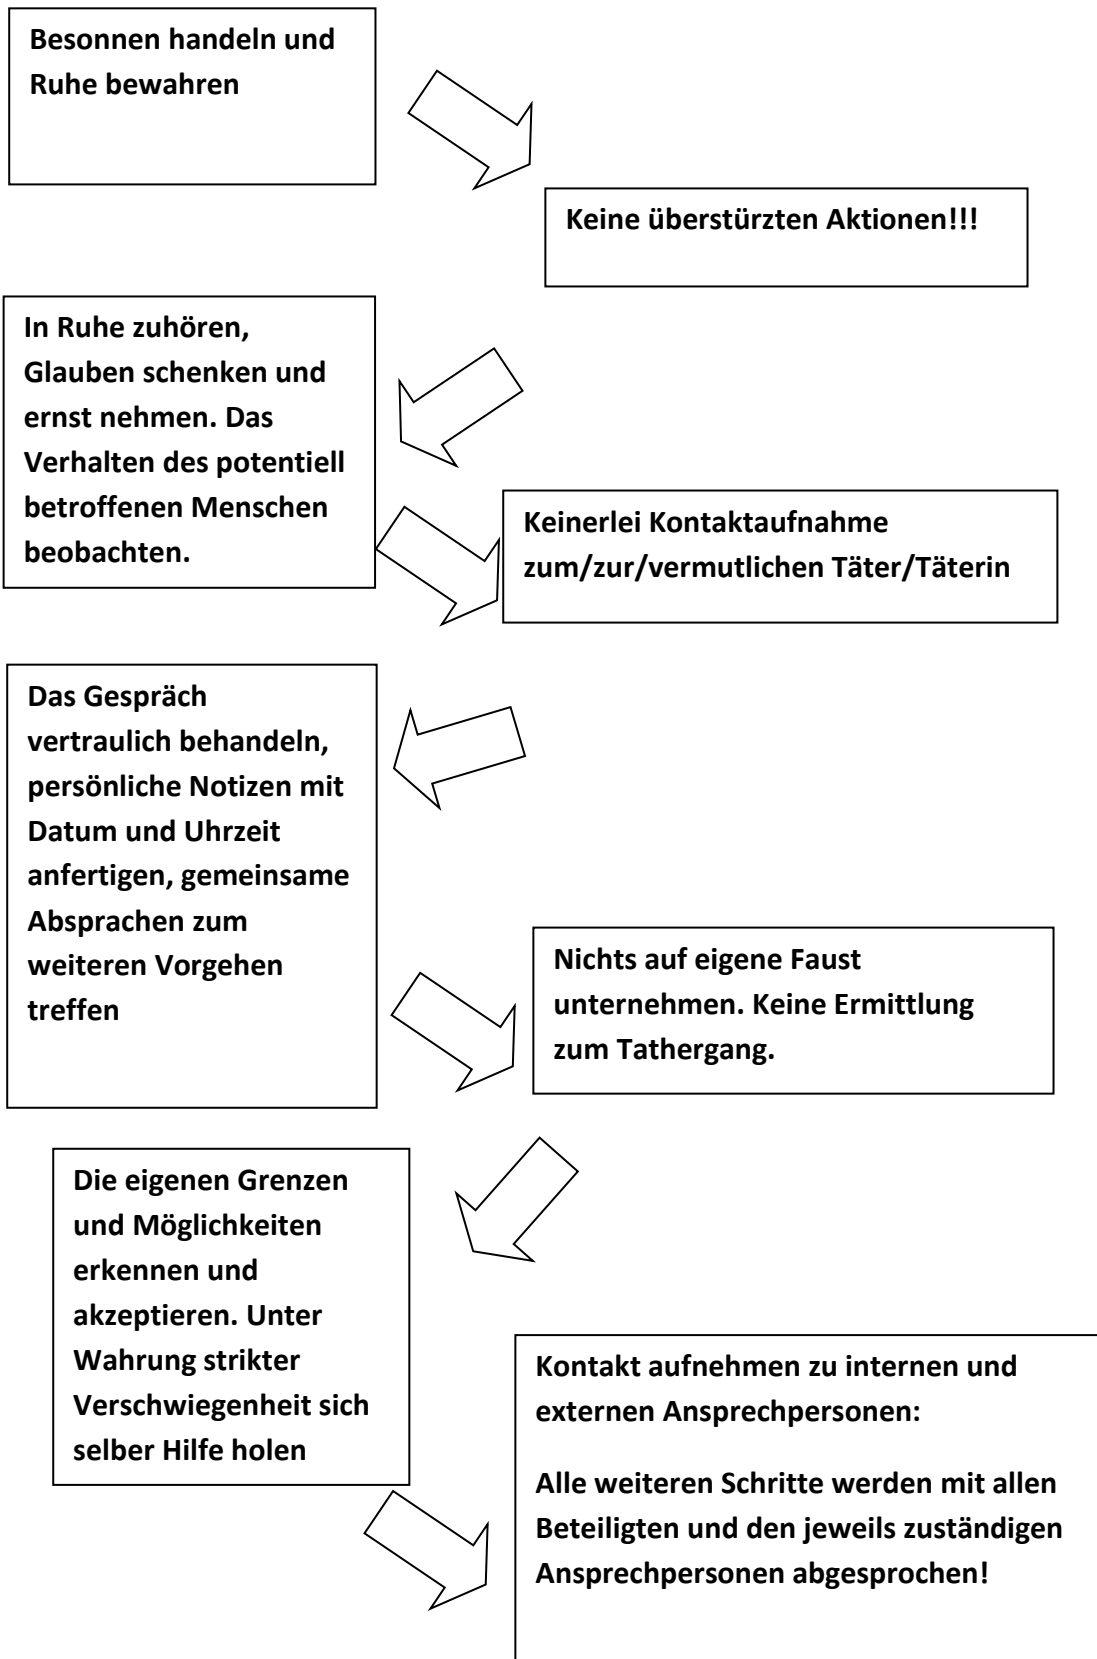 Besonnen handeln und
Ruhe bewahren
Keine überstürzten Aktionen!!!
In Ruhe zuhören,
Glauben schenken und
ernst nehmen. Das
Verhalten des potentiell
betroffenen Menschen
beobachten.
Keinerlei Kontaktaufnahme
zum/zur/vermutlichen Täter/Täterin
Das Gespräch
vertraulich behandeln,
persönliche Notizen mit
Datum und Uhrzeit
anfertigen, gemeinsame
Absprachen zum
weiteren Vorgehen
treffen
Nichts auf eigene Faust
unternehmen. Keine Ermittlung
zum Tathergang.
Die eigenen Grenzen
und Möglichkeiten
erkennen und
akzeptieren. Unter
Wahrung strikter
Verschwiegenheit sich
selber Hilfe holen
Kontakt aufnehmen zu internen und
externen Ansprechpersonen:
Alle weiteren Schritte werden mit allen
Beteiligten und den jeweils zuständigen
Ansprechpersonen abgesprochen!